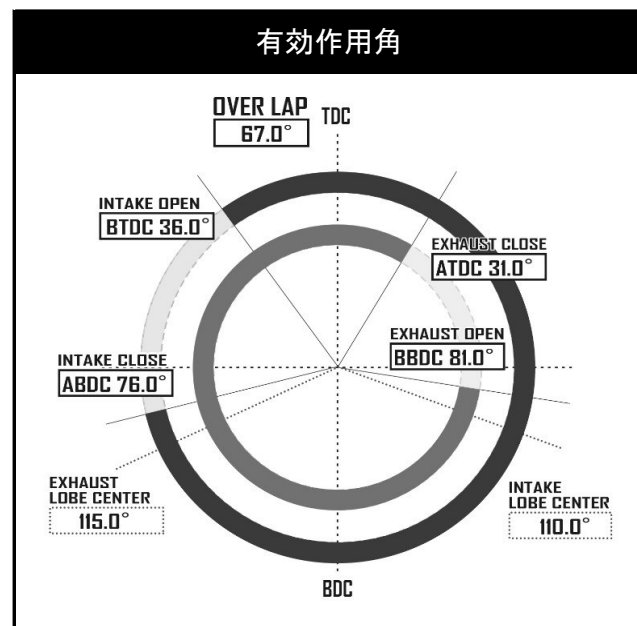 有効作用角
OVER LAP
67.0°
TDC
INTAKE OPEN
BTDC 36.0°
EXHAUST CLOSE
ATDC 31.0°
EXHAUST OPEN
BBDC 81.0°
INTAKE CLOSE
ABDC 76.0°
EXHAUST
LOBE CENTER
115.0°
INTAKE
LOBE CENTER
110.0°
BDC